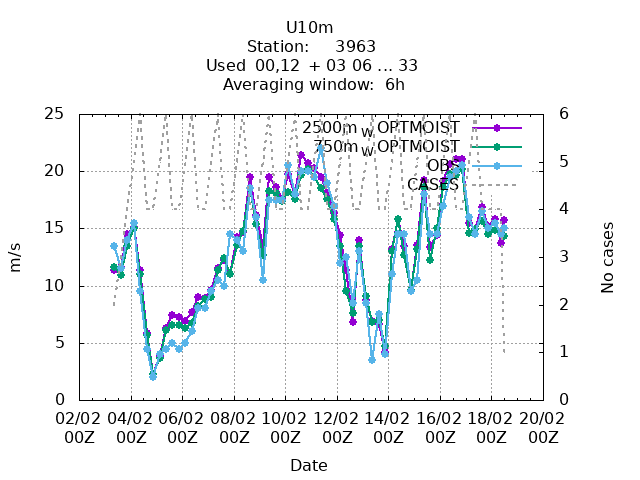 U10m
Station: 3963
Used 00,12 + 03 06 ... 33
Averaging window: 6h
2500m_w OPTMOIST
750m_w OPTMOIST
OBS
CASES
25
20
15
10
5
0
m/s
6
5
4
3
2
1
0
No cases
02/02 04/02 06/02 08/02 10/02 12/02 14/02 16/02 18/02 20/02
00Z 00Z 00Z 00Z 00Z 00Z 00Z 00Z 00Z 00Z
Date